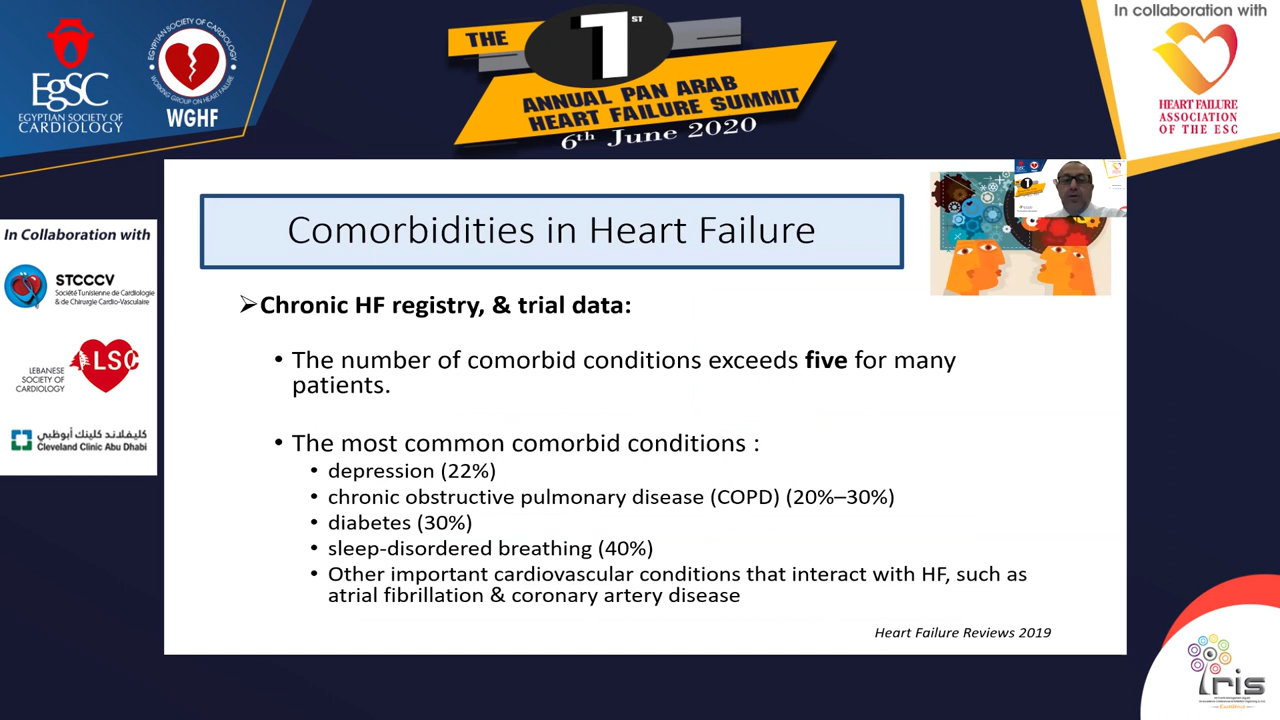 In collaboration with
THE 1ST
ANNUAL PAN ARAB
HEART FAILURE SUMMIT
6th June 2020
EgSC
EGYPTIAN SOCIETY OF
CARDIOLOGY
EGYPTIAN SOCIETY OF CARDIOLOGY
WORKING GROUP ON HEART FAILURE
WGHF
HEART FAILURE
ASSOCIATION
OF THE ESC
In Collaboration with
STCCCV
Société Tunisienne de Cardiologie
& de Chirurgie Cardio-Vasculaire
LSC
LEBANESE
SOCIETY OF
CARDIOLOGY
كليفلاند كلينك أبوظبي
Cleveland Clinic Abu Dhabi
Comorbidities in Heart Failure
➢Chronic HF registry, & trial data:
• The number of comorbid conditions exceeds five for many
patients.
• The most common comorbid conditions :
• depression (22%)
• chronic obstructive pulmonary disease (COPD) (20%–30%)
• diabetes (30%)
• sleep-disordered breathing (40%)
• Other important cardiovascular conditions that interact with HF, such as
atrial fibrillation & coronary artery disease
Heart Failure Reviews 2019
Iris